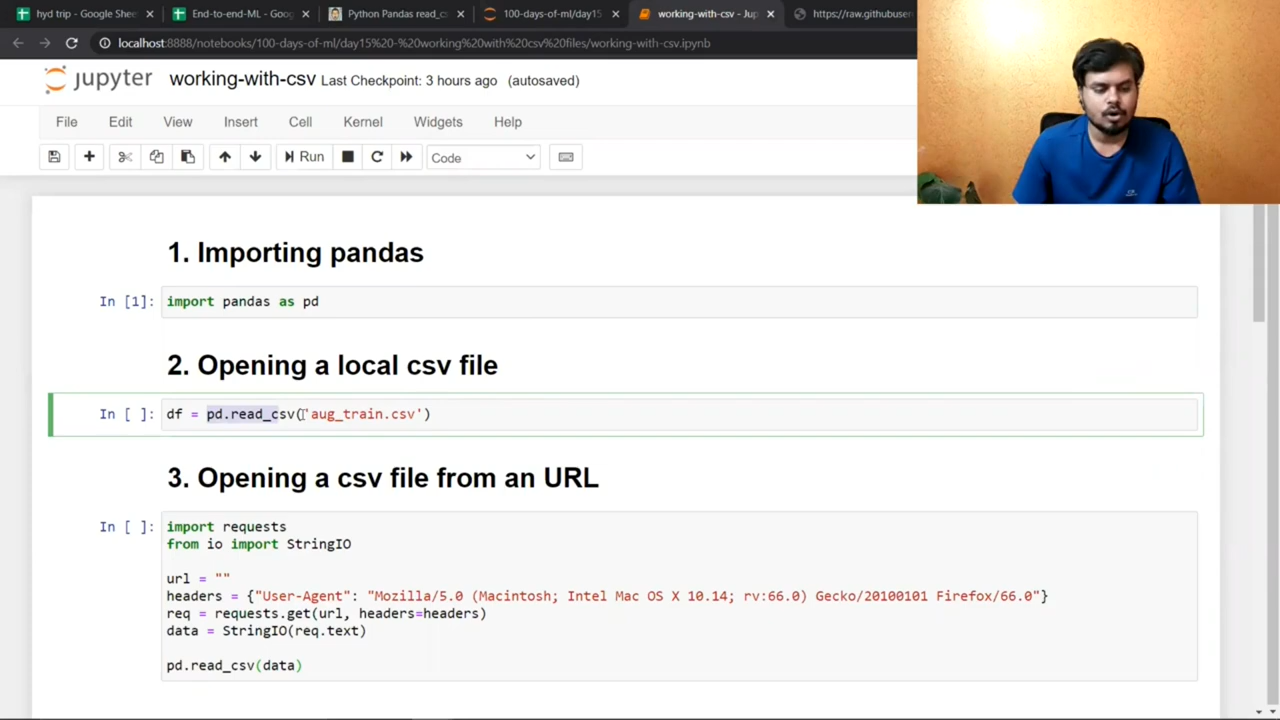 hyd trip - Google Shee
End-to-end-ML - Goog
Python Pandas read_c
100-days-of-ml/day15
working-with-csv - Jup
https://raw.githubuser
localhost:8888/notebooks/100-days-of-ml/day15%20-%20working%20with%20csv%20files/working-with-csv.ipynb
jupyter working-with-csv Last Checkpoint: 3 hours ago (autosaved)
File Edit View Insert Cell Kernel Widgets Help
Run Code
1. Importing pandas
In [1]: import pandas as pd
2. Opening a local csv file
In [ ]: df = pd.read_csv('aug_train.csv')
3. Opening a csv file from an URL
In [ ]: import requests
from io import StringIO
url = ""
headers = {"User-Agent": "Mozilla/5.0 (Macintosh; Intel Mac OS X 10.14; rv:66.0) Gecko/20100101 Firefox/66.0"}
req = requests.get(url, headers=headers)
data = StringIO(req.text)
pd.read_csv(data)